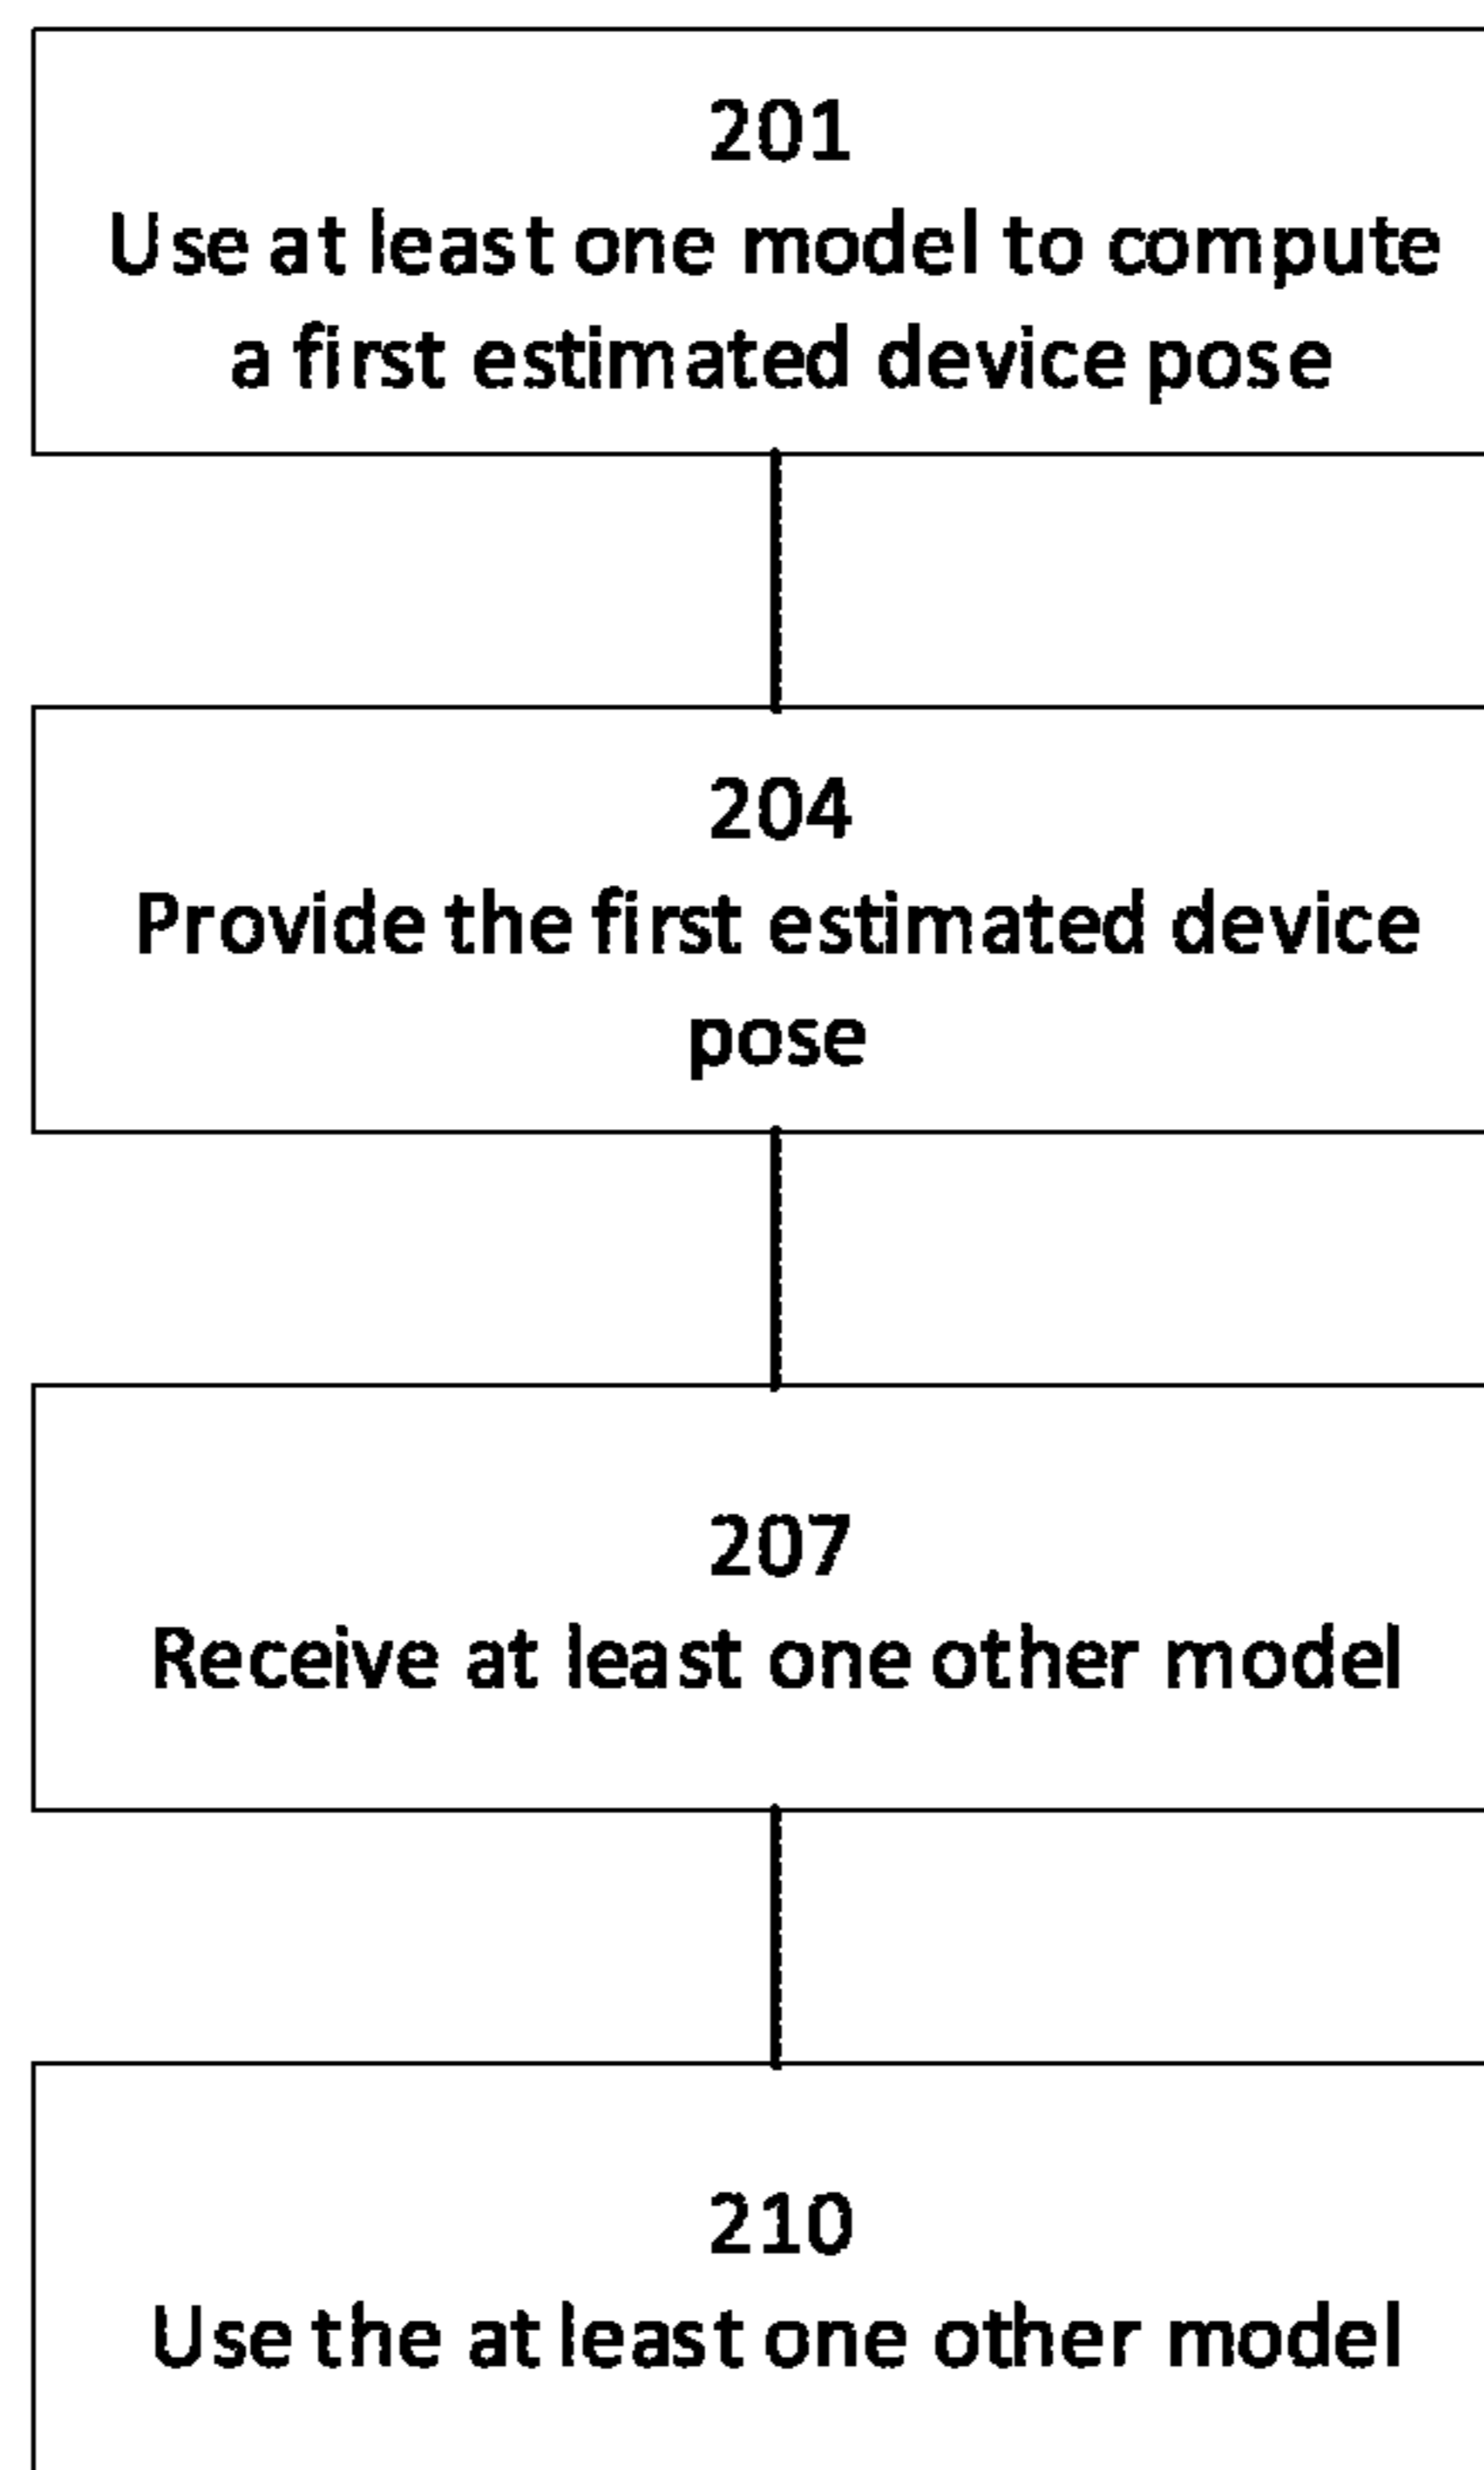 201
Use at least one model to compute
a first estimated device pose
204
Provide the first estimated device
pose
207
Receive at least one other model
210
Use the at least one other model